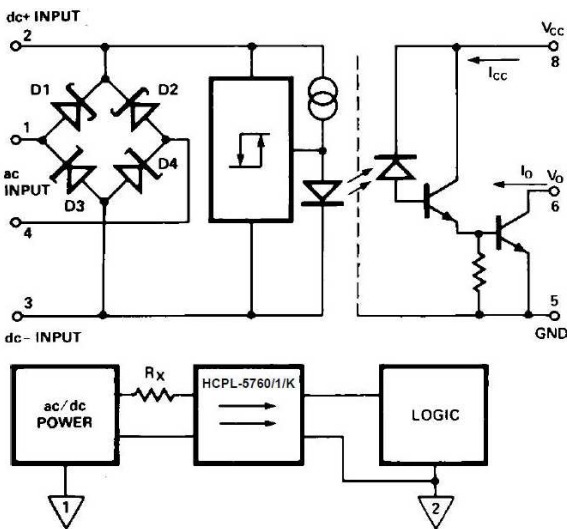 dc+ INPUT
2
D1
D2
1
ac
INPUT
D4
D3
4
3
dc– INPUT
VCC
8
ICC
IO
VO
6
5
GND
RX
HCPL-5760/1/K
ac/dc
POWER
LOGIC
1
2